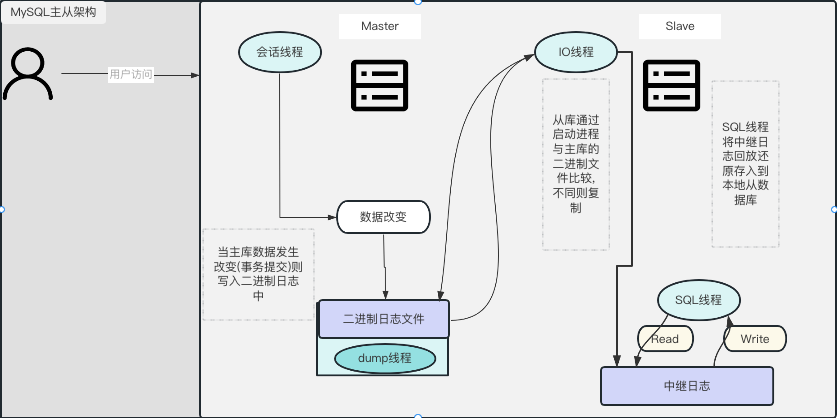 MySQL主从架构
用户访问
会话线程
Master
IO线程
Slave
从库通过
启动进程
与主库的
二进制文
件比较,
不同则复
制
SQL线程
将中继日
志回放还
原存入到
本地从数
据库
数据改变
当主库数据发生
改变(事务提交)则
写入二进制日志
中
二进制日志文件
dump线程
SQL线程
Read
Write
中继日志